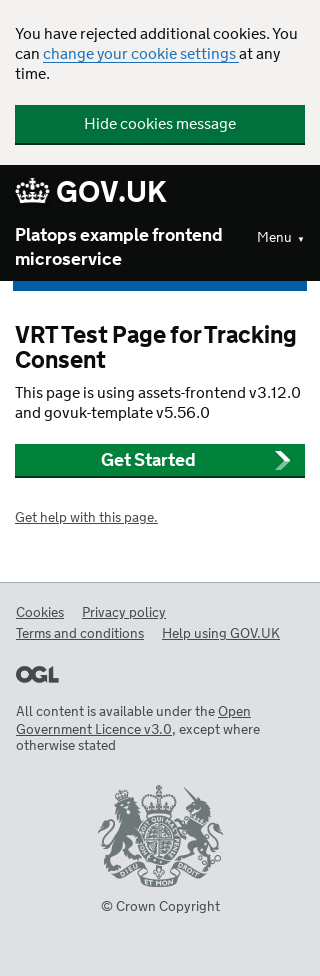 You have rejected additional cookies. You
can change your cookie settings at any
time.
Hide cookies message
GOV.UK
Platops example frontend
microservice
Menu ▼
VRT Test Page for Tracking
Consent
This page is using assets-frontend v3.12.0
and govuk-template v5.56.0
Get Started
Get help with this page.
Cookies Privacy policy
Terms and conditions Help using GOV.UK
OGL
All content is available under the Open
Government Licence v3.0, except where
otherwise stated
DIEU ET MON DROIT
© Crown Copyright